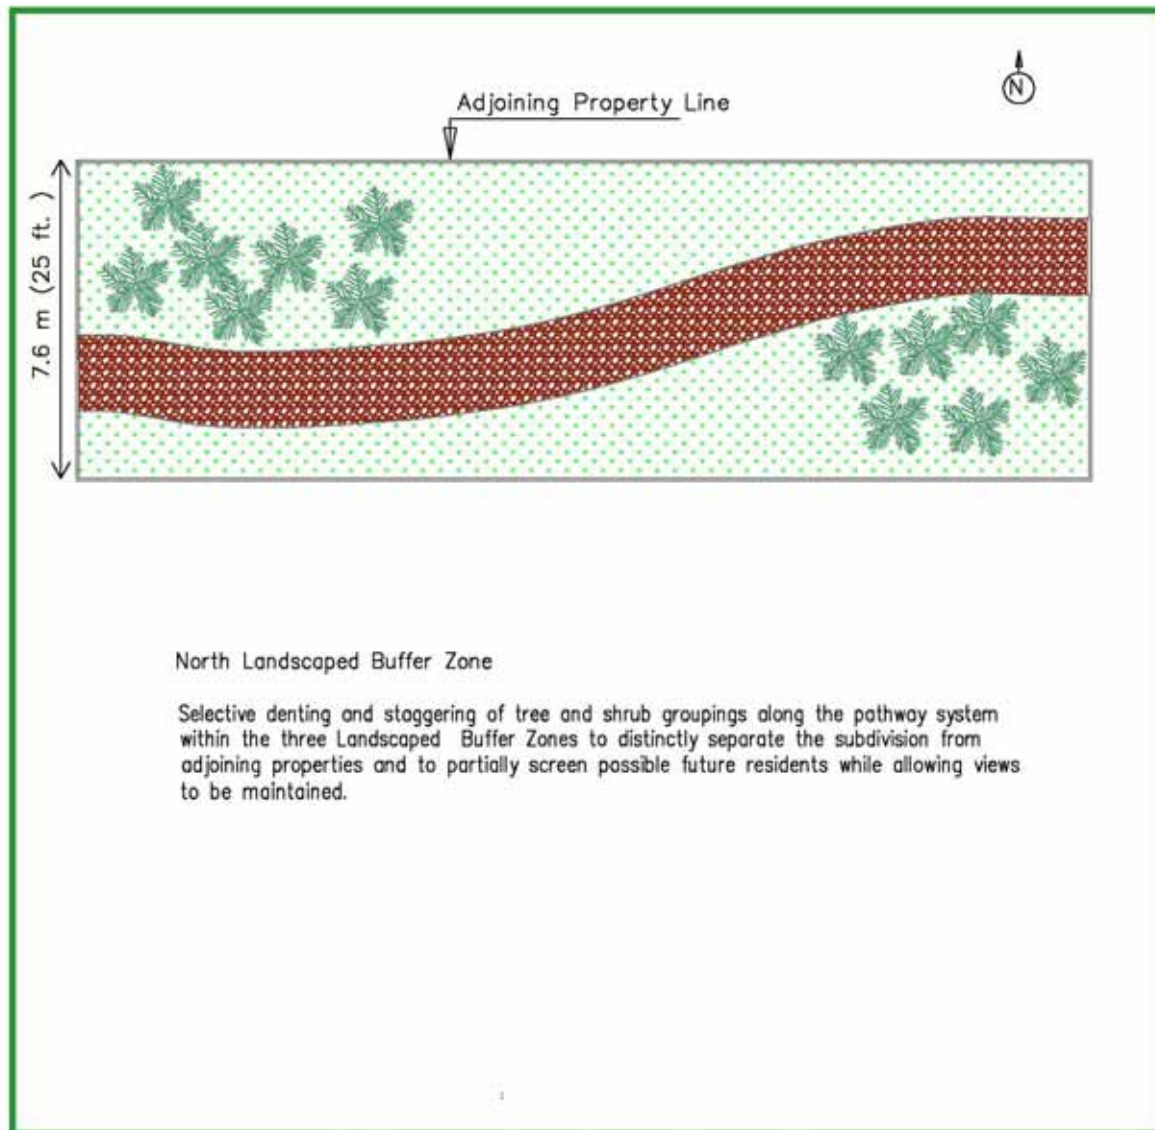 N
Adjoining Property Line
7.6 m (25 ft. )
North Landscaped Buffer Zone
Selective denting and staggering of tree and shrub groupings along the pathway system
within the three Landscaped Buffer Zones to distinctly separate the subdivision from
adjoining properties and to partially screen possible future residents while allowing views
to be maintained.